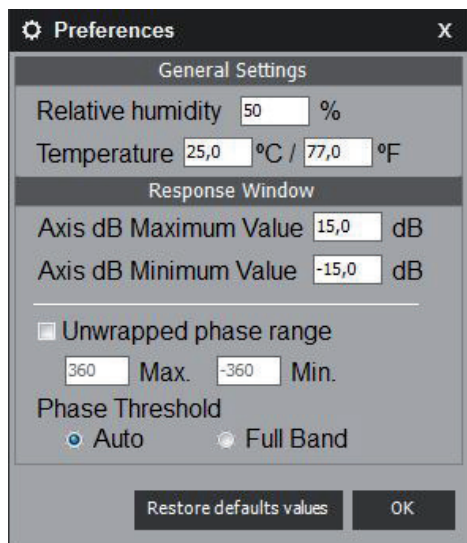 Preferences X
General Settings
Relative humidity 50 %
Temperature 25,0 ºC / 77,0 ºF
Response Window
Axis dB Maximum Value 15,0 dB
Axis dB Minimum Value -15,0 dB
Unwrapped phase range
360 Max. -360 Min.
Phase Threshold
Auto Full Band
Restore defaults values OK